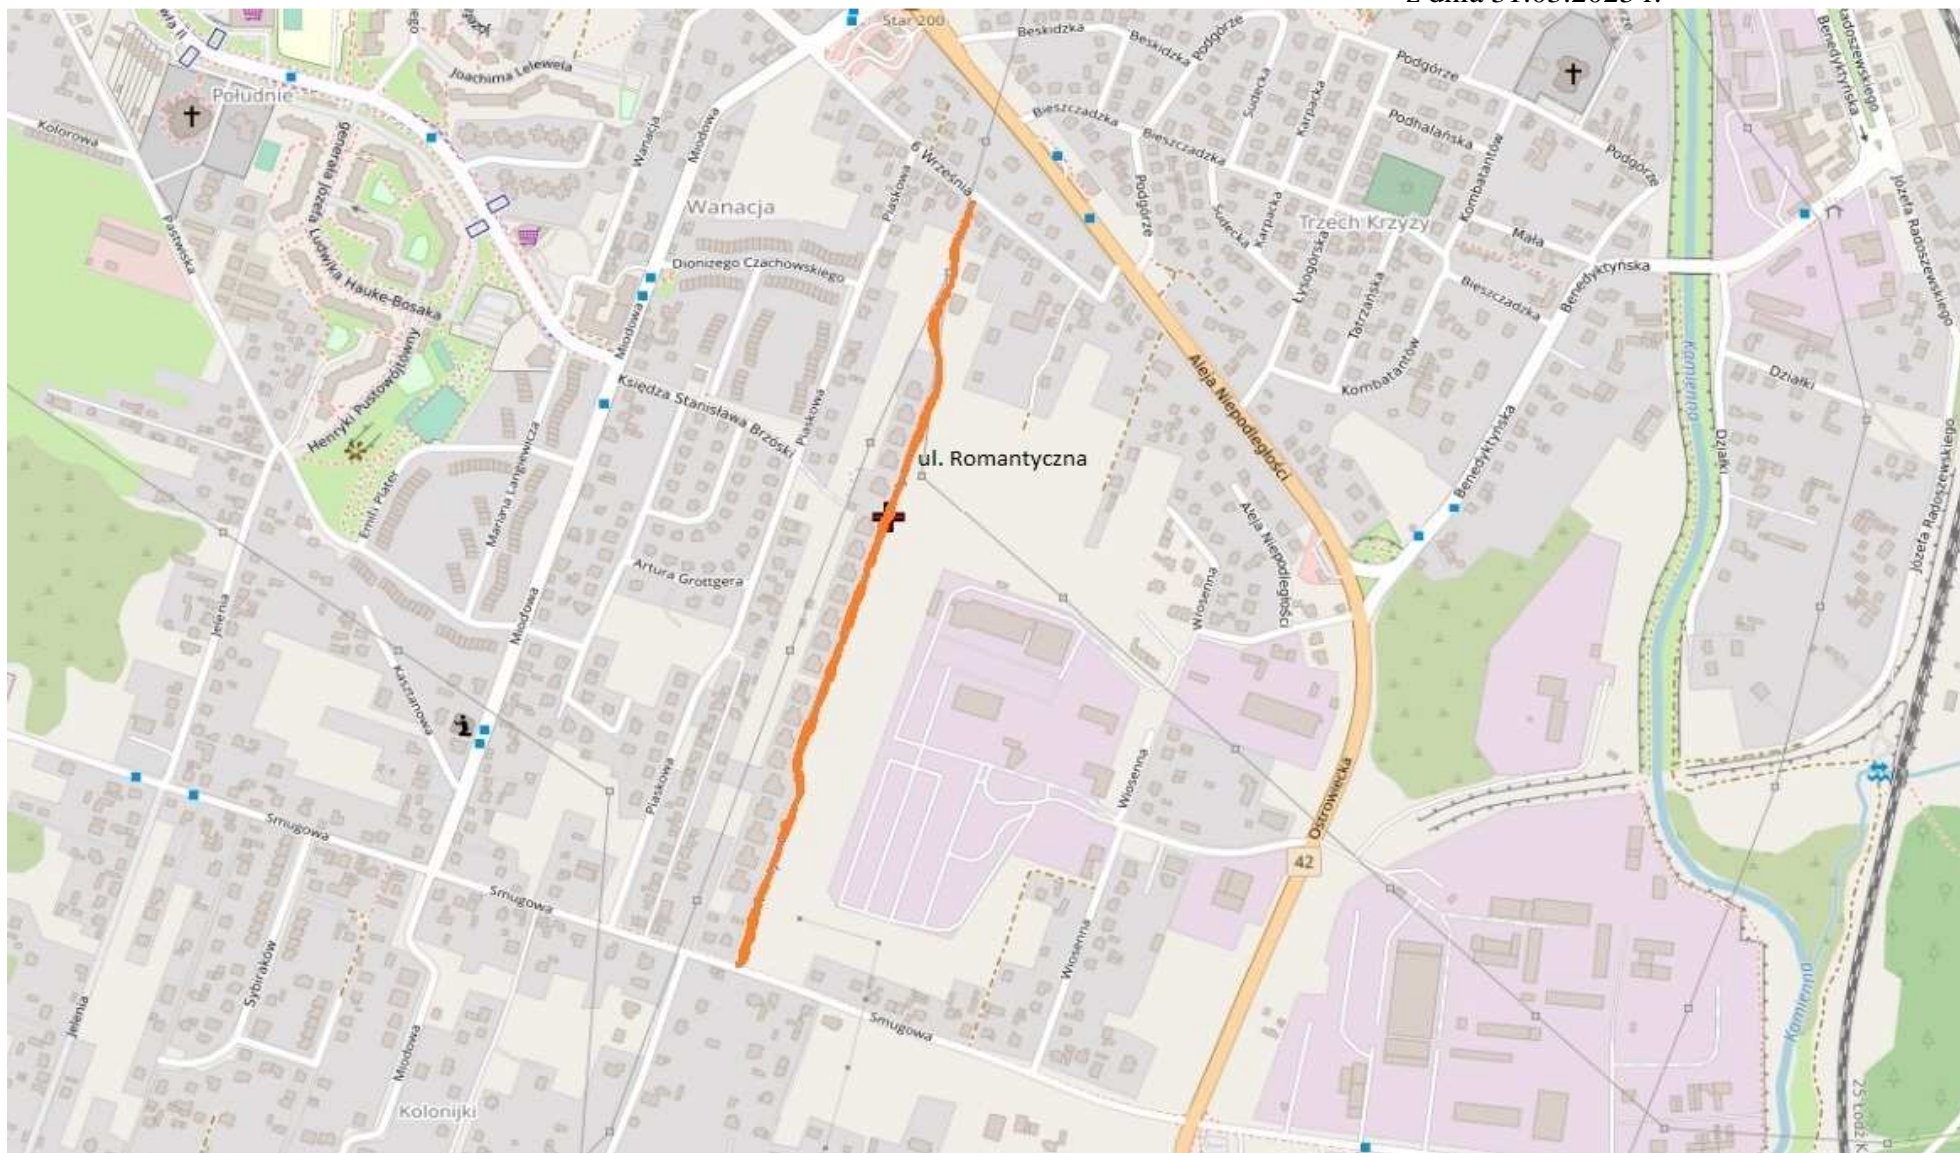 z dnia 31.03.2023 r.
Star 200
Beskidzka
Beskidzka
Podgórze
Podgórze
Benedyktyńska
Joachima Lelewela
Południe
Sudecka
Karpacka
Bieszczadzka
Podhalańska
Kolorowa
Wanacja
Miodowa
6 Września
Bieszczadzka
Kombatantów
Podgórze
generała Józefa Ludwika Hauke-Bosaka
Piaskowa
Podgórze
Józefa Radoszewskiego
Wanacja
Sudecka
Karpacka
Trzech Krzyży
Mała
Pastwiska
Dionizego Czachowskiego
Łysogórska
Benedyktyńska
Bieszczadzka
Tatrzańska
Miodowa
Kamienna
Aleja Niepodległości
Kombatantów
Działki
Henryki Pustowójtówny
Księdza Stanisława Brzóski
Piaskowa
Benedyktyńska
Działki
ul. Romantyczna
Emilii Plater
Mariana Langiewicza
Aleja Niepodległości
Józefa Radoszewskiego
Artura Grottgera
Wiosenna
Jelenia
Miodowa
Kasztanowa
Piaskowa
Wiosenna
Ostrowiecka
Smugowa
42
Smugowa
Sybiraków
Wiosenna
Kamienna
Jelenia
Smugowa
Miodowa
Kolonijki
25 Łódź K